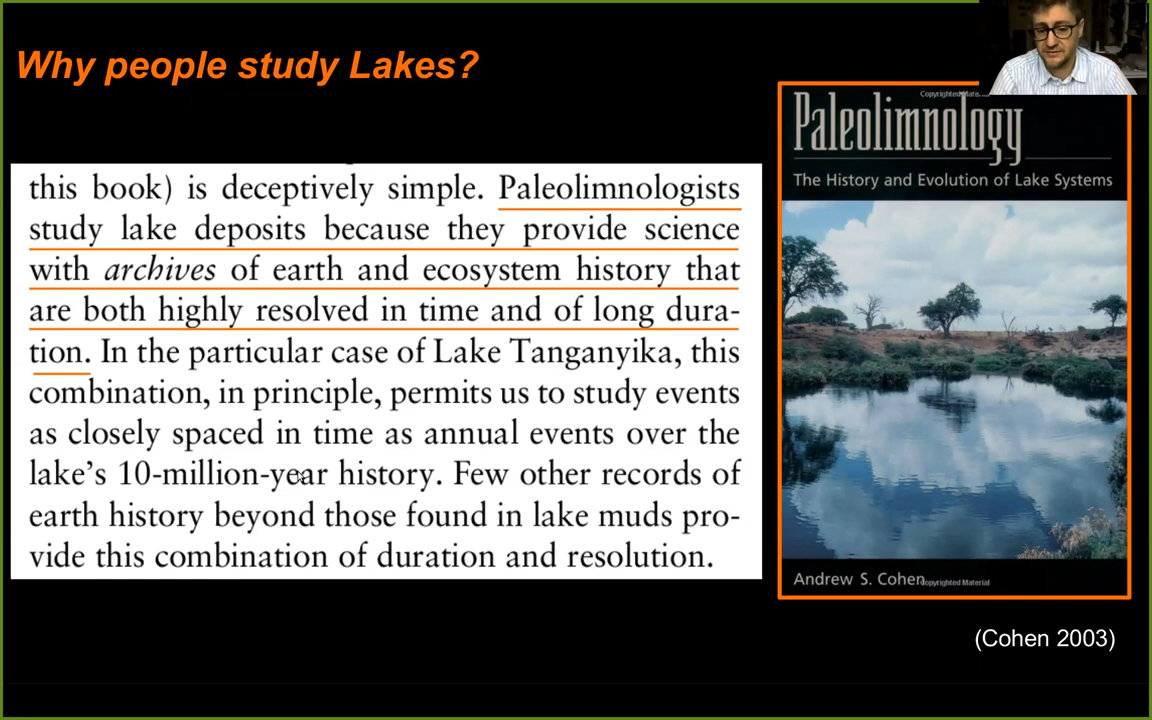 Why people study Lakes?
this book) is deceptively simple. Paleolimnologists
study lake deposits because they provide science
with archives of earth and ecosystem history that
are both highly resolved in time and of long dura-
tion. In the particular case of Lake Tanganyika, this
combination, in principle, permits us to study events
as closely spaced in time as annual events over the
lake's 10-million-year history. Few other records of
earth history beyond those found in lake muds pro-
vide this combination of duration and resolution.
Copyrighted Mate
Paleolimnology
The History and Evolution of Lake Systems
Andrew S. Cohen
Copyrighted Material
(Cohen 2003)